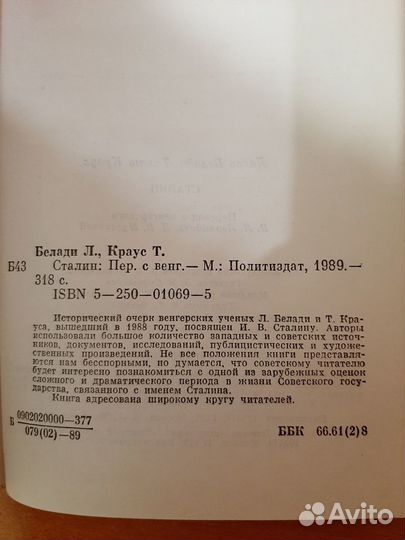 Белади Л., Краус Т.
Б43 Сталин: Пер. с венг.— М.: Политиздат, 1989.—
318 с.
ISBN 5—250—01069—5
Исторический очерк венгерских ученых Л. Белади и Т. Кра-
уса, вышедший в 1988 году, посвящен И. В. Сталину. Авторы
использовали большое количество западных и советских источ-
ников, документов, исследований, публицистических и художе-
ственных произведений. Не все положения книги представляют-
ся нам бесспорными, но думается, что советскому читателю
будет интересно познакомиться с одной из зарубежных оценок
сложного и драматического периода в жизни Советского госу-
дарства, связанного с именем Сталина.
Книга адресована широкому кругу читателей.
Б 0902020000—377
079(02)—89
ББК 66.61(2)8
Avito